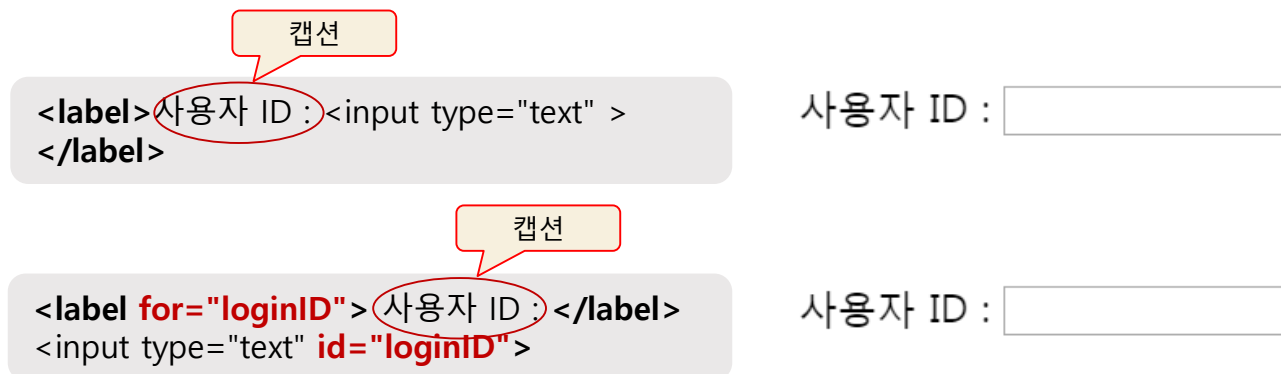 캡션
<label>사용자 ID : <input type="text" >
</label>
사용자 ID :
캡션
<label for="loginID"> 사용자 ID : </label>
<input type="text" id="loginID">
사용자 ID :